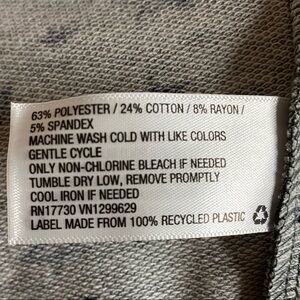 63% POLYESTER / 24% COTTON / 8% RAYON /
5% SPANDEX
MACHINE WASH COLD WITH LIKE COLORS
GENTLE CYCLE
ONLY NON-CHLORINE BLEACH IF NEEDED
TUMBLE DRY LOW, REMOVE PROMPTLY
COOL IRON IF NEEDED
RN17730 VN1299629
LABEL MADE FROM 100% RECYCLED PLASTIC